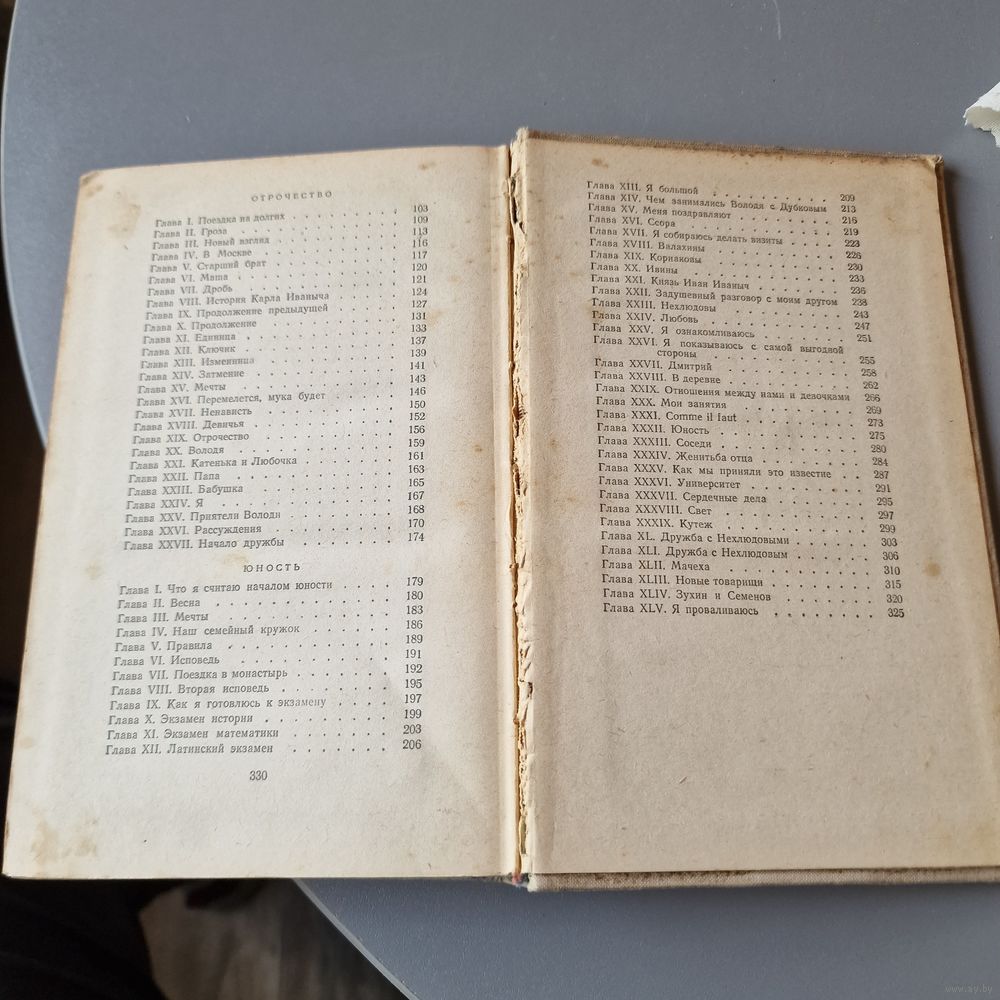 ОТРОЧЕСТВО
Глава I. Поездка на долгих . . . . . . . . . 103
Глава II. Гроза . . . . . . . . . 109
Глава III. Новый взгляд . . . . . . . . . 113
Глава IV. В Москве . . . . . . . . . 116
Глава V. Старший брат . . . . . . . . . 117
Глава VI. Маша . . . . . . . . . 120
Глава VII. Дробь . . . . . . . . . 121
Глава VIII. История Карла Иваныча . . . . . . 124
Глава IX. Продолжение предыдущей . . . . . . 127
Глава X. Продолжение . . . . . . . . . 131
Глава XI. Единица . . . . . . . . . 133
Глава XII. Ключик . . . . . . . . . 137
Глава XIII. Изменница . . . . . . . . . 139
Глава XIV. Затмение . . . . . . . . . 141
Глава XV. Мечты . . . . . . . . . 143
Глава XVI. Перемелется, мука будет . . . . . . 146
Глава XVII. Ненависть . . . . . . . . . 150
Глава XVIII. Девичья . . . . . . . . . 152
Глава XIX. Отрочество . . . . . . . . . 156
Глава XX. Володя . . . . . . . . . 159
Глава XXI. Катенька и Любочка . . . . . . . 161
Глава XXII. Папа . . . . . . . . . 163
Глава XXIII. Бабушка . . . . . . . . . 165
Глава XXIV. Я . . . . . . . . . 167
Глава XXV. Приятели Володи . . . . . . . . 168
Глава XXVI. Рассуждения . . . . . . . . . 170
Глава XXVII. Начало дружбы . . . . . . . . 174
ЮНОСТЬ
Глава I. Что я считаю началом юности . . . . . 179
Глава II. Весна . . . . . . . . . 180
Глава III. Мечты . . . . . . . . . 183
Глава IV. Наш семейный кружок . . . . . . 186
Глава V. Правила . . . . . . . . . 189
Глава VI. Исповедь . . . . . . . . . 191
Глава VII. Поездка в монастырь . . . . . . . 192
Глава VIII. Вторая исповедь . . . . . . . . 195
Глава IX. Как я готовлюсь к экзамену . . . . . 197
Глава X. Экзамен истории . . . . . . . . . 199
Глава XI. Экзамен математики . . . . . . . 203
Глава XII. Латинский экзамен . . . . . . . 206
330
Глава XIII. Я большой . . . . . . . . . 209
Глава XIV. Чем занимались Володя с Дубковым 213
Глава XV. Меня поздравляют . . . . . . . . 216
Глава XVI. Ссора . . . . . . . . . 219
Глава XVII. Я собираюсь делать визиты . . . . 223
Глава XVIII. Валахины . . . . . . . . . 226
Глава XIX. Корнаковы . . . . . . . . . 230
Глава XX. Ивины . . . . . . . . . 233
Глава XXI. Князь Иван Иваныч . . . . . . . 236
Глава XXII. Задушевный разговор с моим другом 238
Глава XXIII. Нехлюдовы . . . . . . . . . 243
Глава XXIV. Любовь . . . . . . . . . 247
Глава XXV. Я ознакомливаюсь . . . . . . . 251
Глава XXVI. Я показываюсь с самой выгодной
стороны . . . . . . . . . 255
Глава XXVII. Дмитрий . . . . . . . . . 258
Глава XXVIII. В деревне . . . . . . . . . 262
Глава XXIX. Отношения между нами и девочками 266
Глава XXX. Мои занятия . . . . . . . . . 269
Глава XXXI. Comme il faut . . . . . . . . 273
Глава XXXII. Юность . . . . . . . . . 275
Глава XXXIII. Соседи . . . . . . . . . 280
Глава XXXIV. Женитьба отца . . . . . . . . 284
Глава XXXV. Как мы приняли это известие . . 287
Глава XXXVI. Университет . . . . . . . . 291
Глава XXXVII. Сердечные дела . . . . . . . 295
Глава XXXVIII. Свет . . . . . . . . . 297
Глава XXXIX. Кутеж . . . . . . . . . 299
Глава XL. Дружба с Нехлюдовыми . . . . . . 303
Глава XLI. Дружба с Нехлюдовым . . . . . . 306
Глава XLII. Мачеха . . . . . . . . . 310
Глава XLIII. Новые товарищи . . . . . . . 315
Глава XLIV. Зухин и Семенов . . . . . . . 320
Глава XLV. Я проваливаюсь . . . . . . . 325
www.ay.by